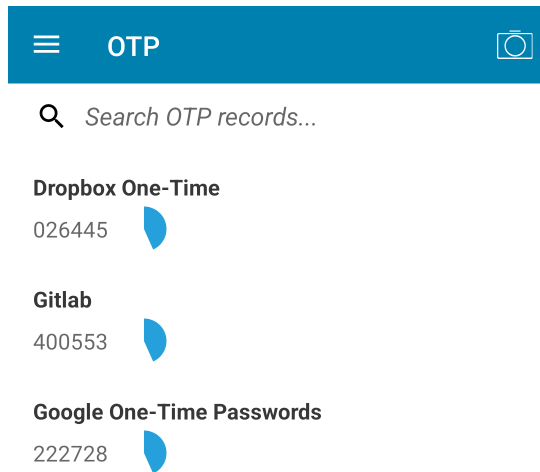 OTP
Search OTP records...
Dropbox One-Time
026445
Gitlab
400553
Google One-Time Passwords
222728